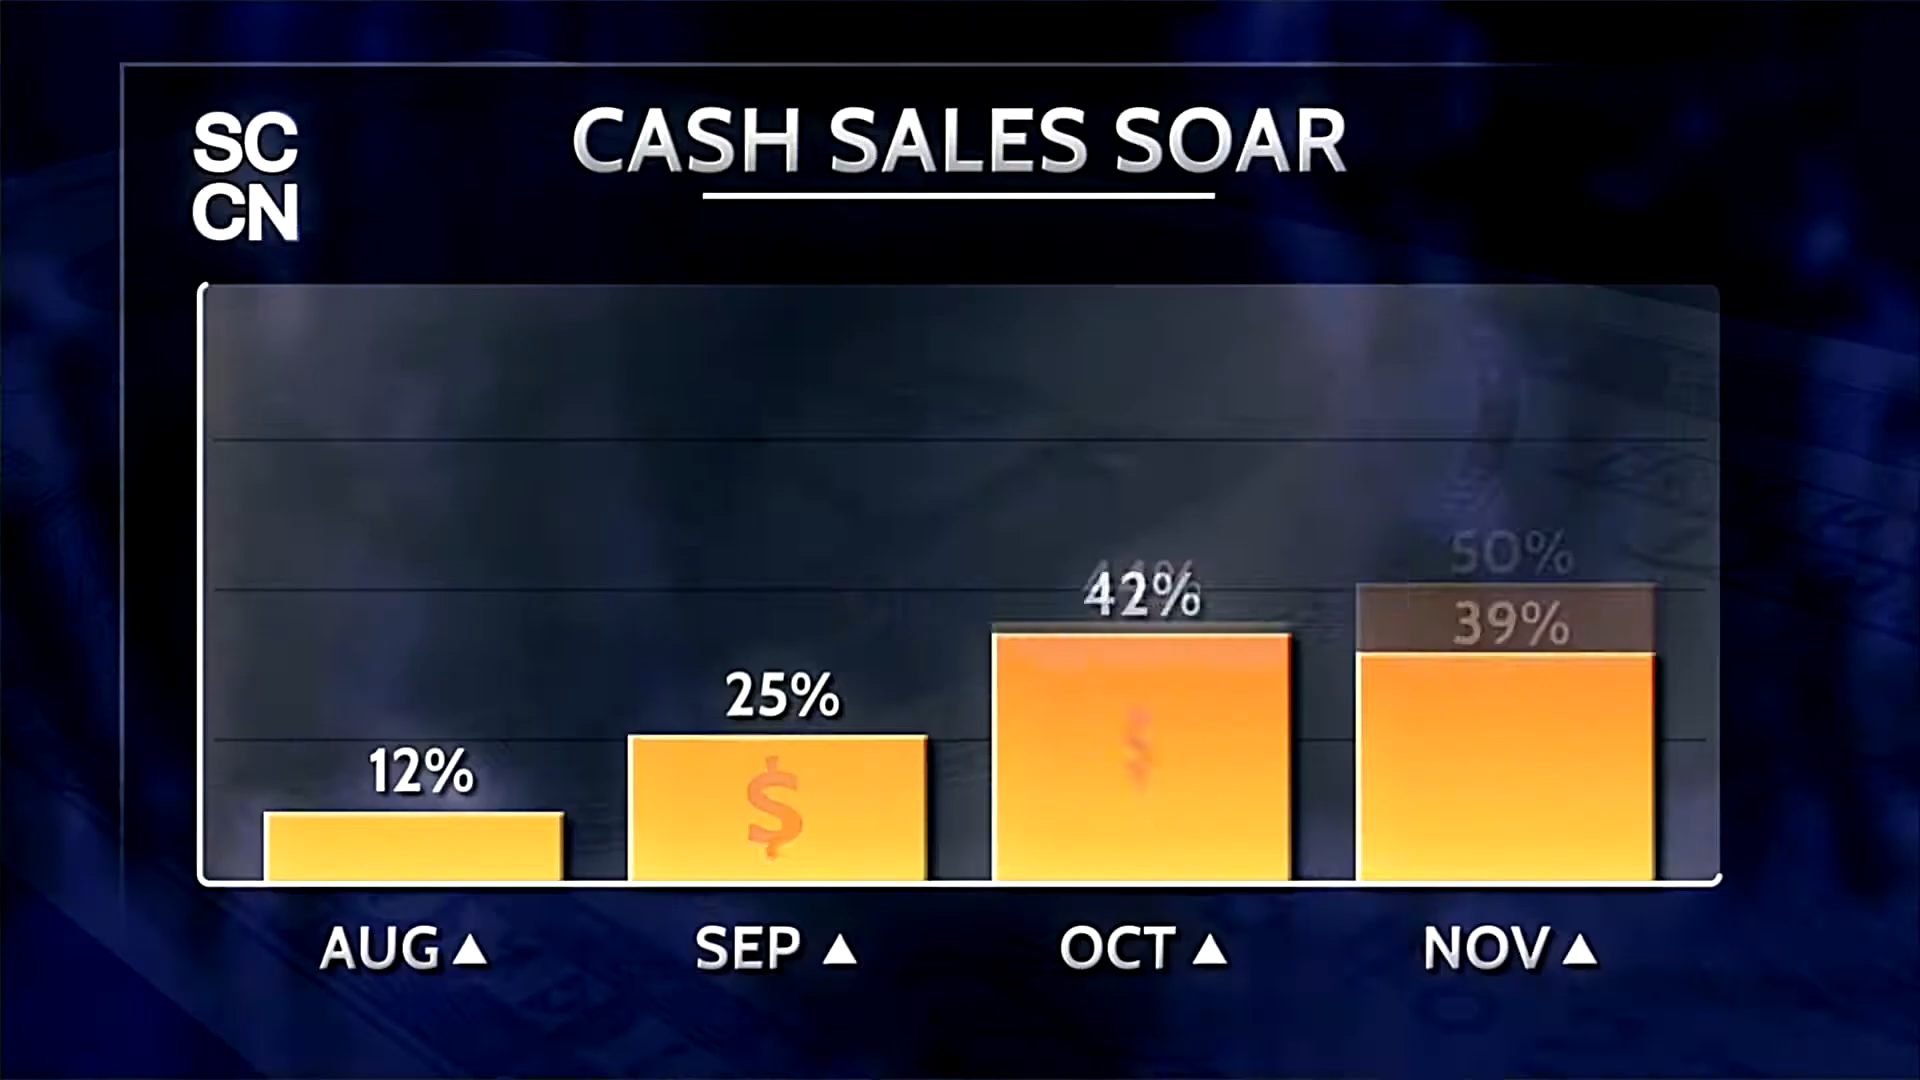 SC
CN
CASH SALES SOAR
50%
42%
39%
25%
$
12%
AUG▲ SEP ▲ OCT ▲ NOV▲